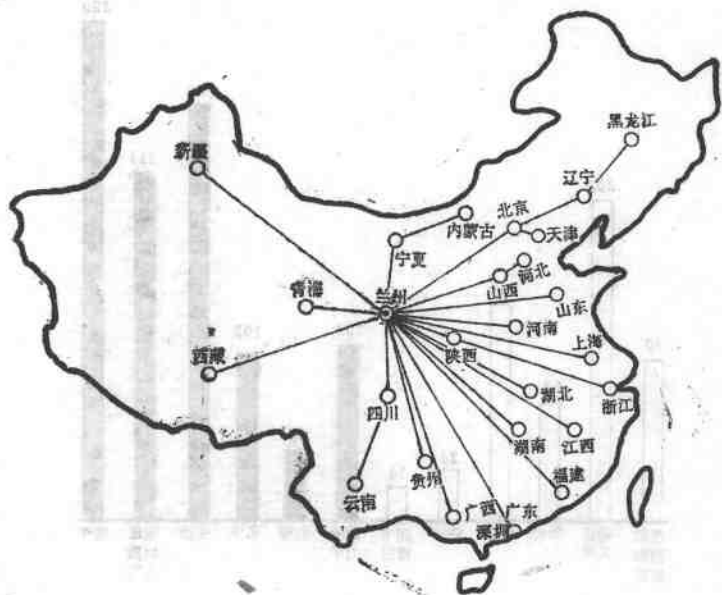 黑龙江
新疆
辽宁
北京
内蒙古
天津
宁夏
河北
山西
青海
兰州
山东
河南
陕西
上海
西藏
湖北
浙江
四川
湖南
江西
贵州
福建
云南
广西
广东
深圳